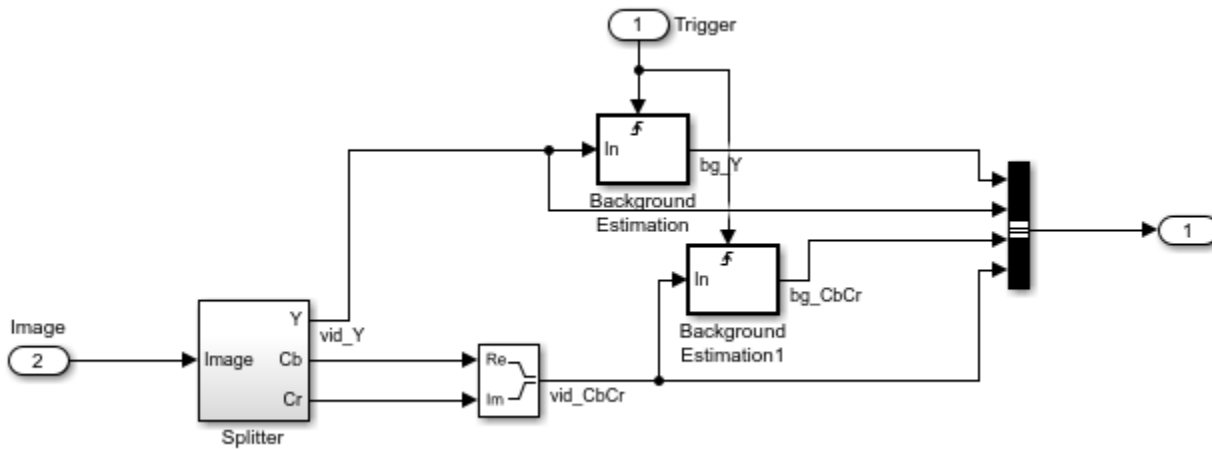 1
Trigger
In
bg_Y
Background
Estimation
In
bg_CbCr
Background
Estimation1
1
Image
2
Image
Y
Cb
Cr
vid_Y
Splitter
Re
Im
vid_CbCr